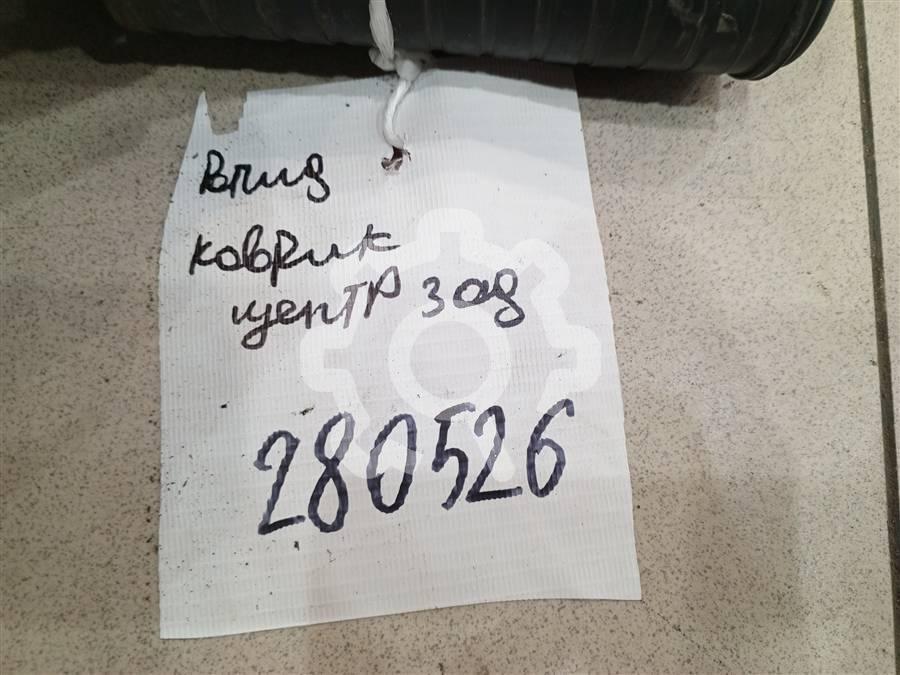 коврик
центр зад
280526